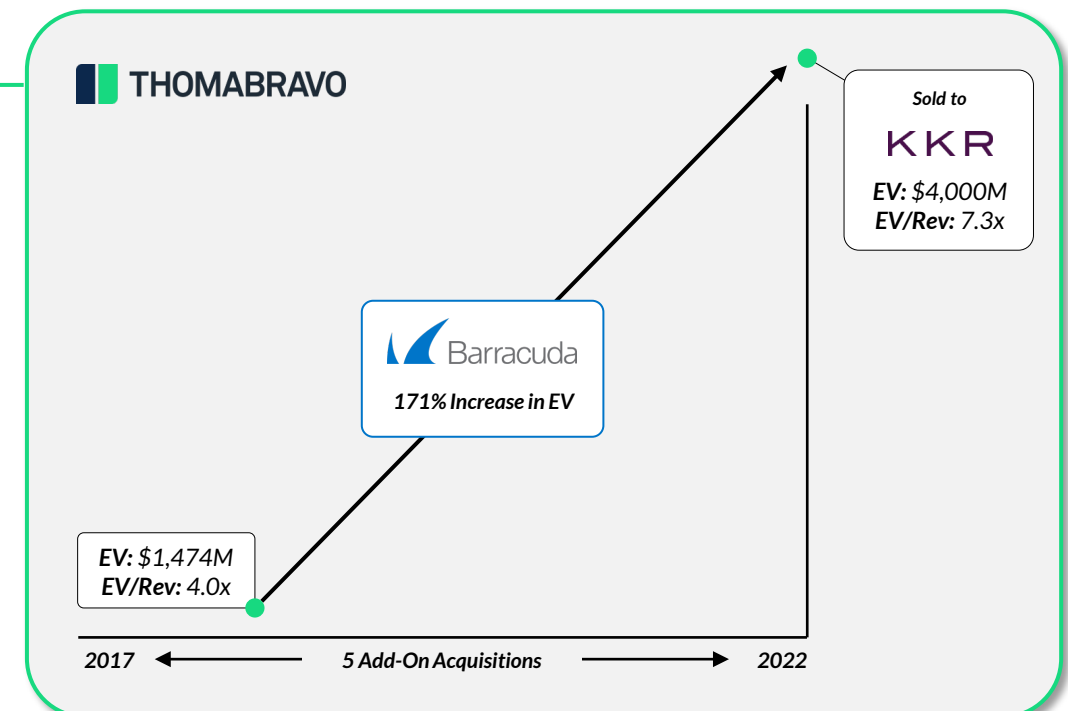 THOMABRAVO
Sold to
KKR
EV: $4,000M
EV/Rev: 7.3x
Barracuda
171% Increase in EV
EV: $1,474M
EV/Rev: 4.0x
2017
5 Add-On Acquisitions
2022